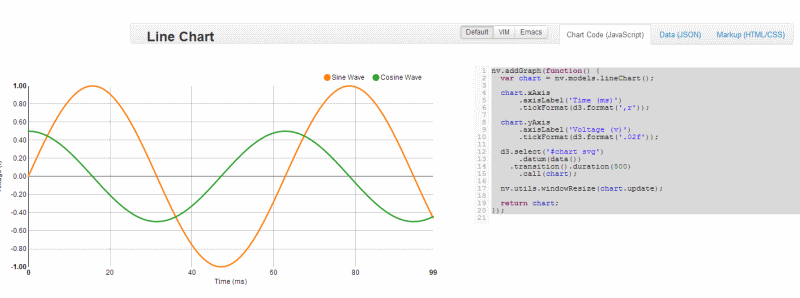 Line Chart
Default VIM Emacs
Chart Code (JavaScript) Data (JSON) Markup (HTML/CSS)
Sine Wave Cosine Wave
1.00
0.80
0.60
0.40
0.20
0.00
-0.20
-0.40
-0.60
-0.80
-1.00
0 20 40 60 80 99
Time (ms)
1 nv.addGraph(function() {
2 var chart = nv.models.lineChart();
3
4 chart.xAxis
5 .axisLabel('Time (ms)')
6 .tickFormat(d3.format(',r'));
7
8 chart.yAxis
9 .axisLabel('Voltage (v)')
10 .tickFormat(d3.format('.02f'));
11
12 d3.select('#chart svg')
13 .datum(data())
14 .transition().duration(500)
15 .call(chart);
16
17 nv.utils.windowResize(chart.update);
18
19 return chart;
20 });
21